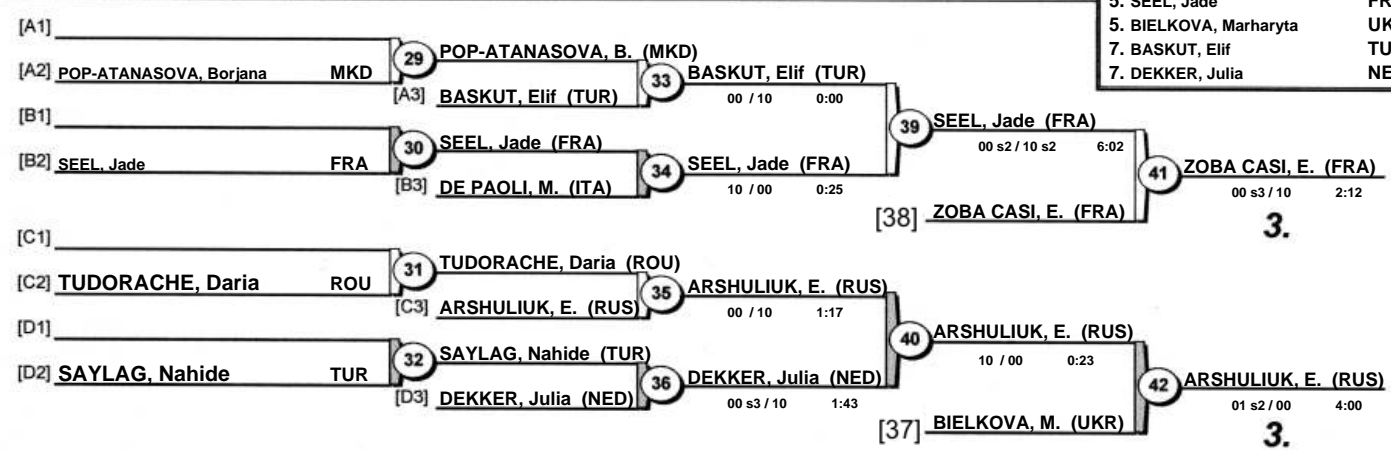 5. SEEL, Jade
5. BIELKOVA, Marharyta
7. BASKUT, Elif
7. DEKKER, Julia
[A1]
[A2] POP-ATANASOVA, Borjana MKD
29 POP-ATANASOVA, B. (MKD)
[A3] BASKUT, Elif (TUR)
33 BASKUT, Elif (TUR)
00 / 10 0:00
[B1]
[B2] SEEL, Jade FRA
30 SEEL, Jade (FRA)
[B3] DE PAOLI, M. (ITA)
34 SEEL, Jade (FRA)
10 / 00 0:25
39 SEEL, Jade (FRA)
00 s2 / 10 s2 6:02
[38] ZOBA CASI, E. (FRA)
41 ZOBA CASI, E. (FRA)
00 s3 / 10 2:12
3.
[C1]
[C2] TUDORACHE, Daria ROU
31 TUDORACHE, Daria (ROU)
[C3] ARSHULIUK, E. (RUS)
35 ARSHULIUK, E. (RUS)
00 / 10 1:17
[D1]
[D2] SAYLAG, Nahide TUR
32 SAYLAG, Nahide (TUR)
[D3] DEKKER, Julia (NED)
36 DEKKER, Julia (NED)
00 s3 / 10 1:43
40 ARSHULIUK, E. (RUS)
10 / 00 0:23
[37] BIELKOVA, M. (UKR)
42 ARSHULIUK, E. (RUS)
01 s2 / 00 4:00
3.